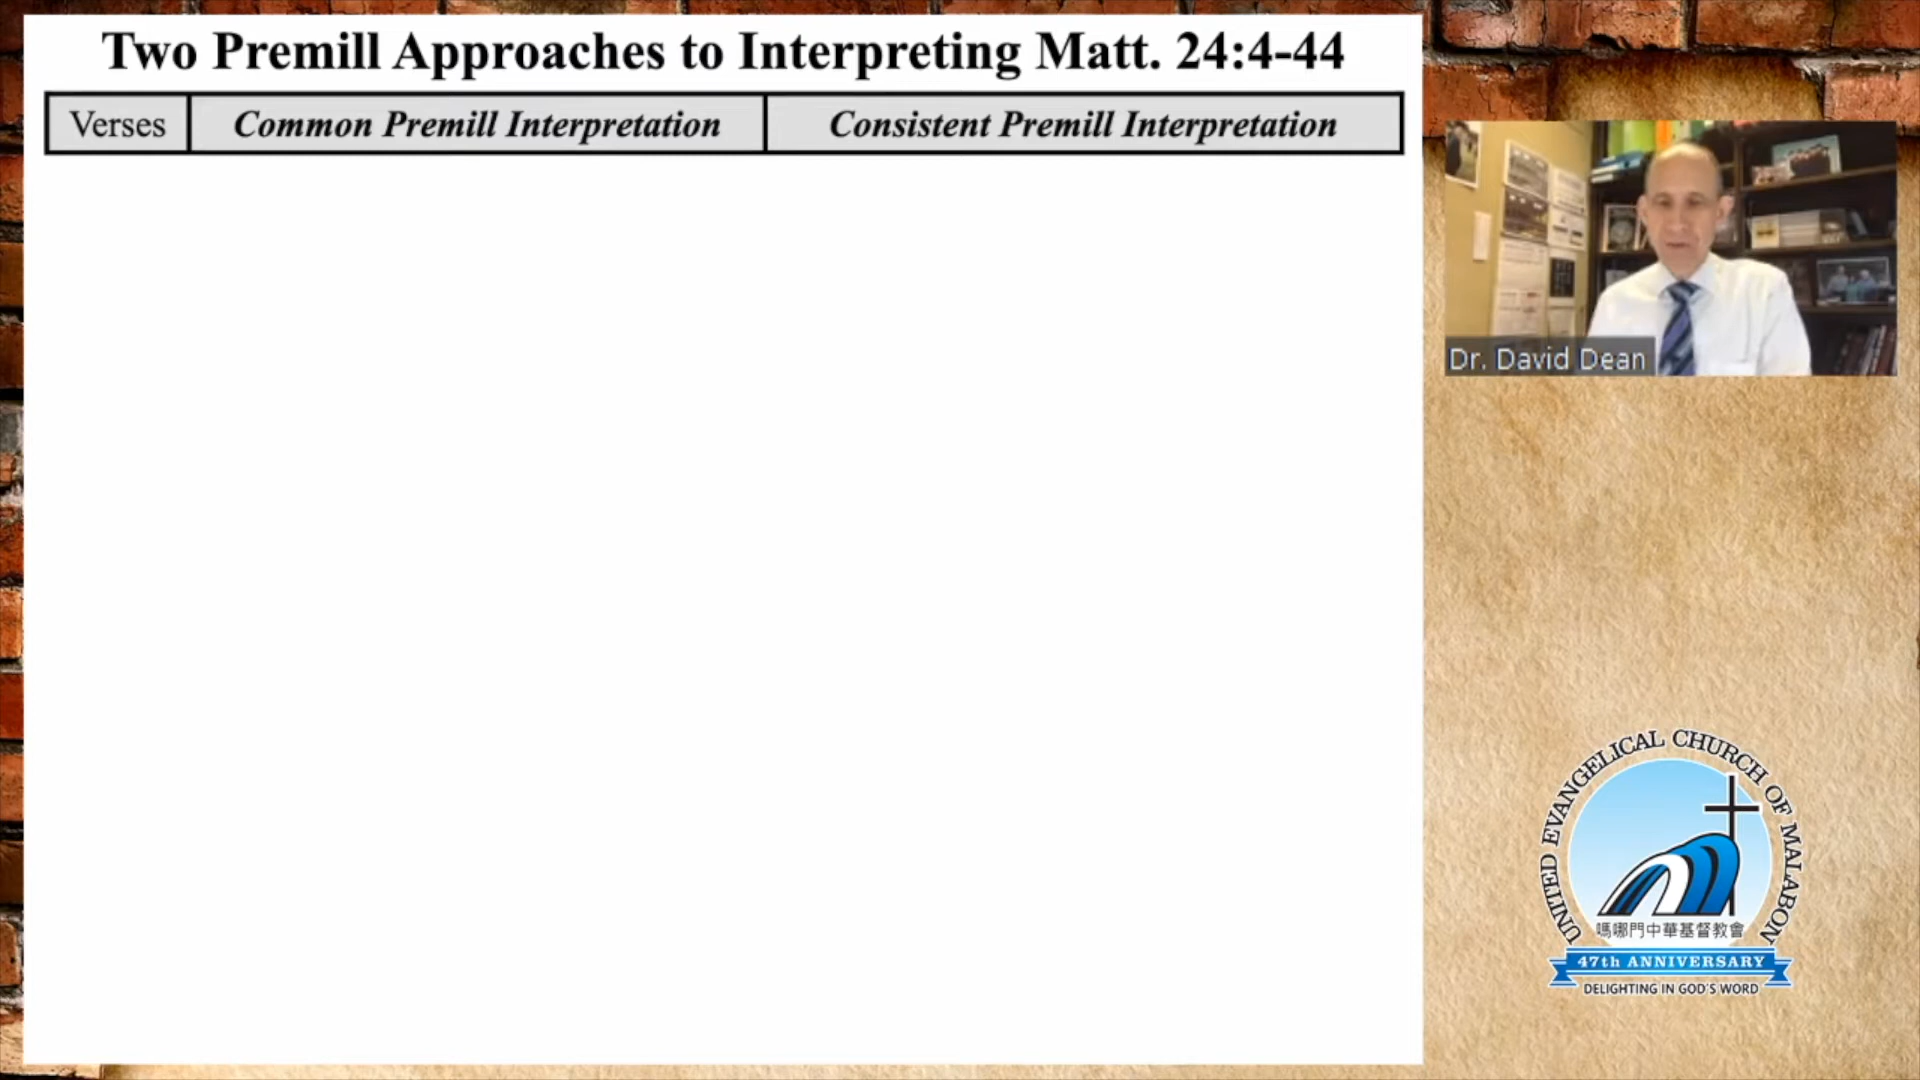 Two Premill Approaches to Interpreting Matt. 24:4-44
Verses
Common Premill Interpretation
Consistent Premill Interpretation
Dr. David Dean
UNITED EVANGELICAL CHURCH OF MALABON
嗎哪門中華基督教會
47th ANNIVERSARY
DELIGHTING IN GOD'S WORD